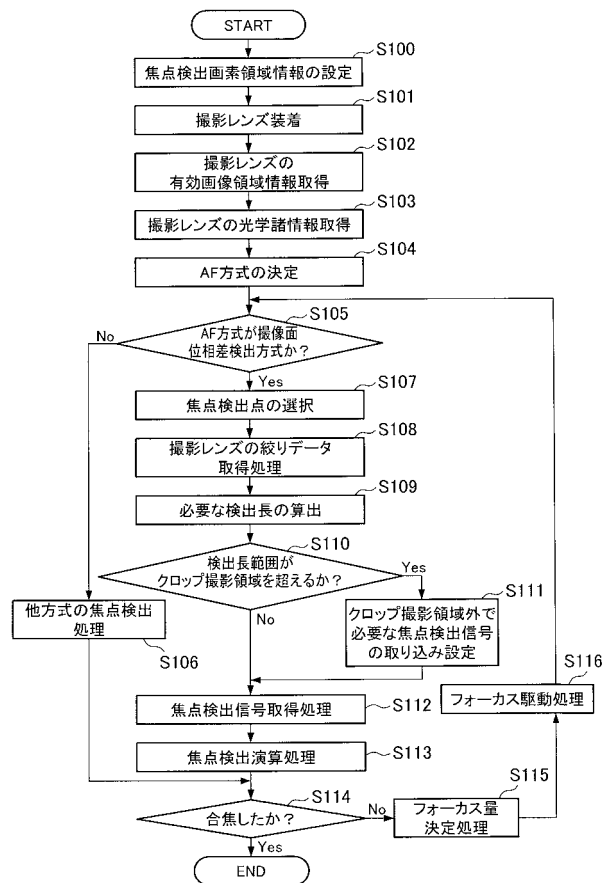 START
S100
焦点検出画素領域情報の設定
S101
撮影レンズ装着
S102
撮影レンズの
有効画像領域情報取得
S103
撮影レンズの光学諸情報取得
S104
AF方式の決定
S105
No
AF方式が撮像面
位相差検出方式か？
Yes
S107
焦点検出点の選択
S108
撮影レンズの絞りデータ
取得処理
S109
必要な検出長の算出
S110
検出長範囲が
クロップ撮影領域を超えるか？
Yes
S111
No
クロップ撮影領域外で
必要な焦点検出信号
の取り込み設定
他方式の焦点検出
処理
S106
S112
焦点検出信号取得処理
S116
フォーカス駆動処理
S113
焦点検出演算処理
S114
合焦したか？
No
S115
フォーカス量
決定処理
Yes
END